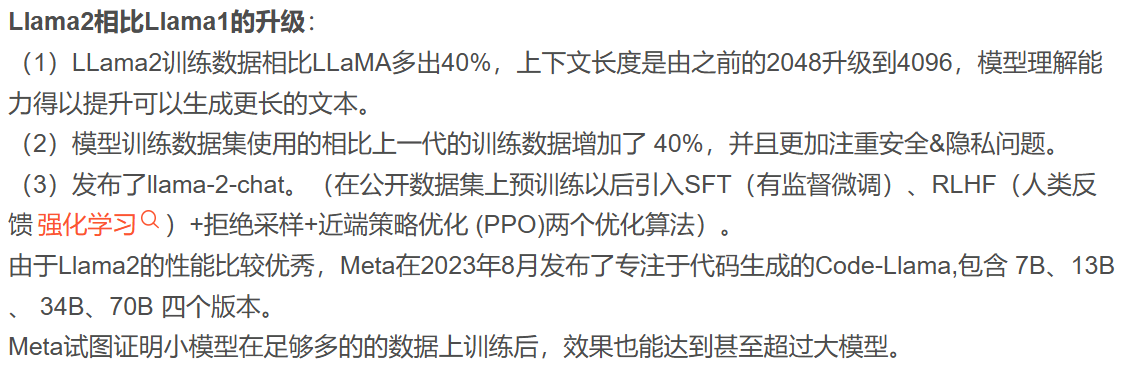 Llama2相比Llama1的升级：
（1）LLama2训练数据相比LLaMA多出40%，上下文长度是由之前的2048升级到4096，模型理解能
力得以提升可以生成更长的文本。
（2）模型训练数据集使用的相比上一代的训练数据增加了 40%，并且更加注重安全&隐私问题。
（3）发布了llama-2-chat。（在公开数据集上预训练以后引入SFT（有监督微调）、RLHF（人类反
馈 强化学习）+拒绝采样+近端策略优化 (PPO)两个优化算法）。
由于Llama2的性能比较优秀，Meta在2023年8月发布了专注于代码生成的Code-Llama,包含 7B、13B
、 34B、70B 四个版本。
Meta试图证明小模型在足够多的的数据上训练后，效果也能达到甚至超过大模型。